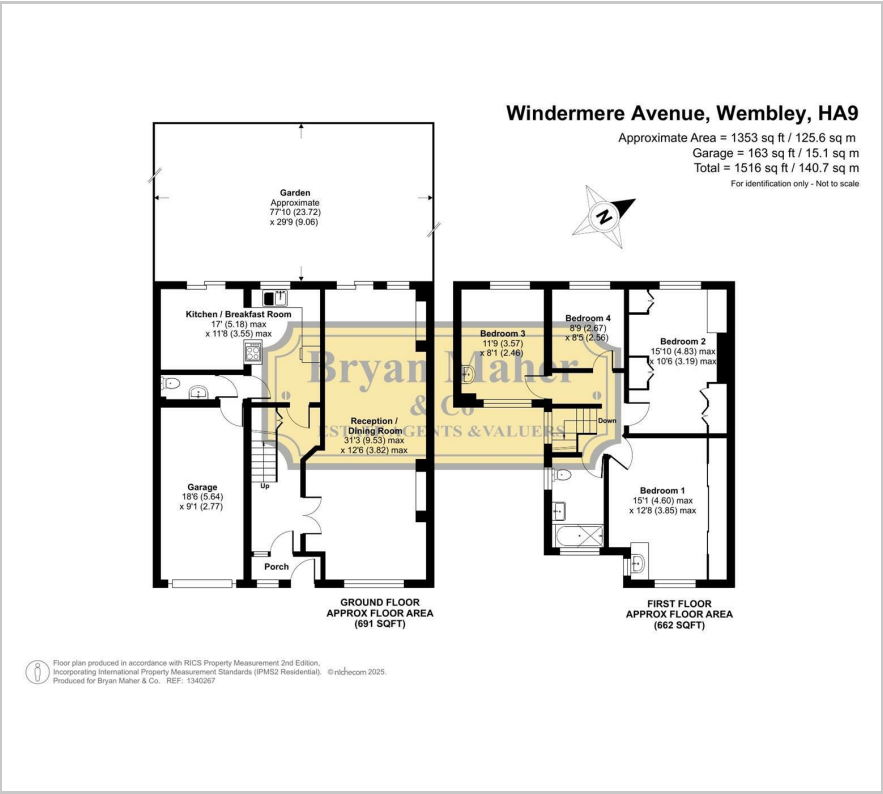 Windermere Avenue, Wembley, HA9
Approximate Area = 1353 sq ft / 125.6 sq m
Garage = 163 sq ft / 15.1 sq m
Total = 1516 sq ft / 140.7 sq m
For identification only - Not to scale
N
Garden
Approximate
77'10 (23.72)
x 29'9 (9.06)
Kitchen / Breakfast Room
17' (5.18) max
x 11'8 (3.55) max
Reception /
Dining Room
31'3 (9.53) max
x 12'6 (3.82) max
Garage
18'6 (5.64)
x 9'1 (2.77)
Up
Porch
GROUND FLOOR
APPROX FLOOR AREA
(691 SQFT)
Bedroom 3
11'9 (3.57)
x 8'1 (2.46)
Bedroom 4
8'9 (2.67)
x 8'5 (2.56)
Bedroom 2
15'10 (4.83) max
x 10'6 (3.19) max
Down
Bedroom 1
15'1 (4.60) max
x 12'8 (3.85) max
FIRST FLOOR
APPROX FLOOR AREA
(662 SQFT)
Bryan Maher
& Co
ESTATE AGENTS & VALUERS
Floor plan produced in accordance with RICS Property Measurement 2nd Edition,
Incorporating International Property Measurement Standards (IPMS2 Residential). © nichecom 2025.
Produced for Bryan Maher & Co. REF: 1340267